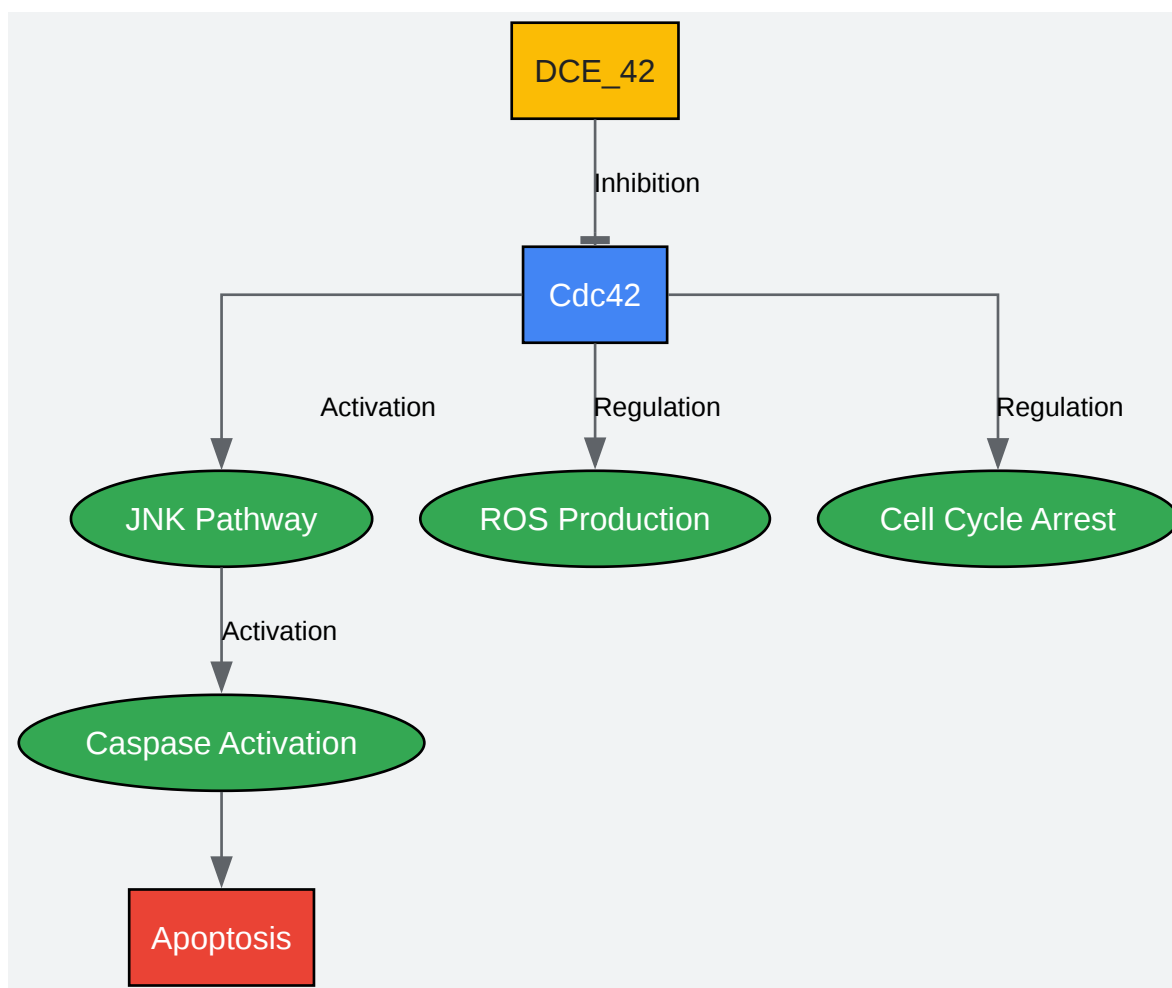 DCE_42
Inhibition
Cdc42
Activation
Regulation
Regulation
JNK Pathway
ROS Production
Cell Cycle Arrest
Activation
Caspase Activation
Apoptosis